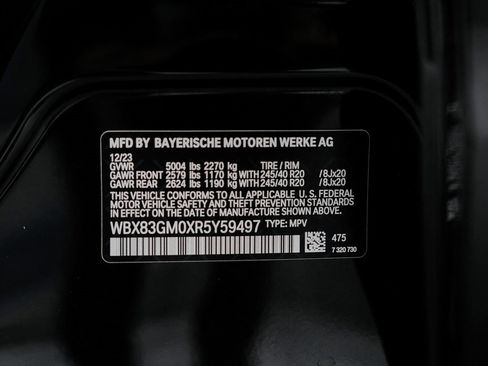 MFD BY BAYERISCHE MOTOREN WERKE AG
12/23
GVWR 5004 lbs 2270 kg TIRE / RIM
GAWR FRONT 2579 lbs 1170 kg WITH 245/40 R20 /8Jx20
GAWR REAR 2624 lbs 1190 kg WITH 245/40 R20 /8Jx20
THIS VEHICLE CONFORMS TO ALL APPLICABLE U. S. FEDERAL
MOTOR VEHICLE SAFETY AND THEFT PREVENTION STANDARDS
IN EFFECT ON THE DATE OF MANUFACTURE SHOWN ABOVE.
WBX83GM0XR5Y59497 TYPE: MPV
475
7 320 730